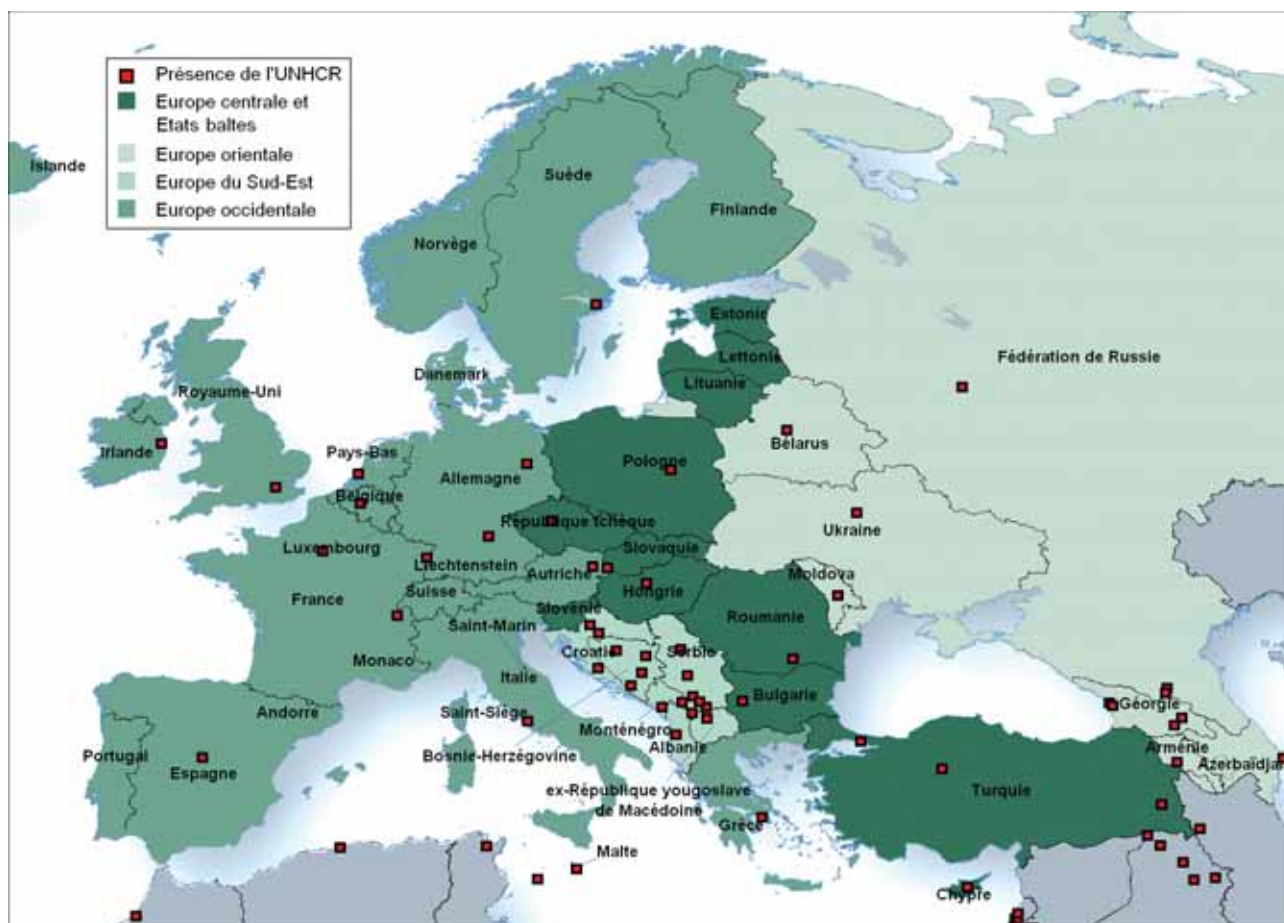 Présence de l'UNHCR
Europe centrale et
Etats baltes
Europe orientale
Europe du Sud-Est
Europe occidentale
Islande
Suède
Finlande
Norvège
Estonie
Lettonie
Fédération de Russie
Danemark
Lituanie
Royaume-Uni
Bélarus
Irlande
Pays-Bas
Pologne
Allemagne
Belgique
République tchèque
Ukraine
Luxembourg
Slovaquie
Liechtenstein
Autriche
Moldova
Suisse
Hongrie
France
Slovénie
Roumanie
Saint-Marin
Croatie
Serbie
Monaco
Italie
Bulgarie
Andorre
Saint-Siège
Géorgie
Monténégro
Portugal
Bosnie-Herzégovine
Albanie
Arménie
Espagne
Azerbaïdjan
ex-République yougoslave
de Macédoine
Turquie
Grèce
Malte
Chypre